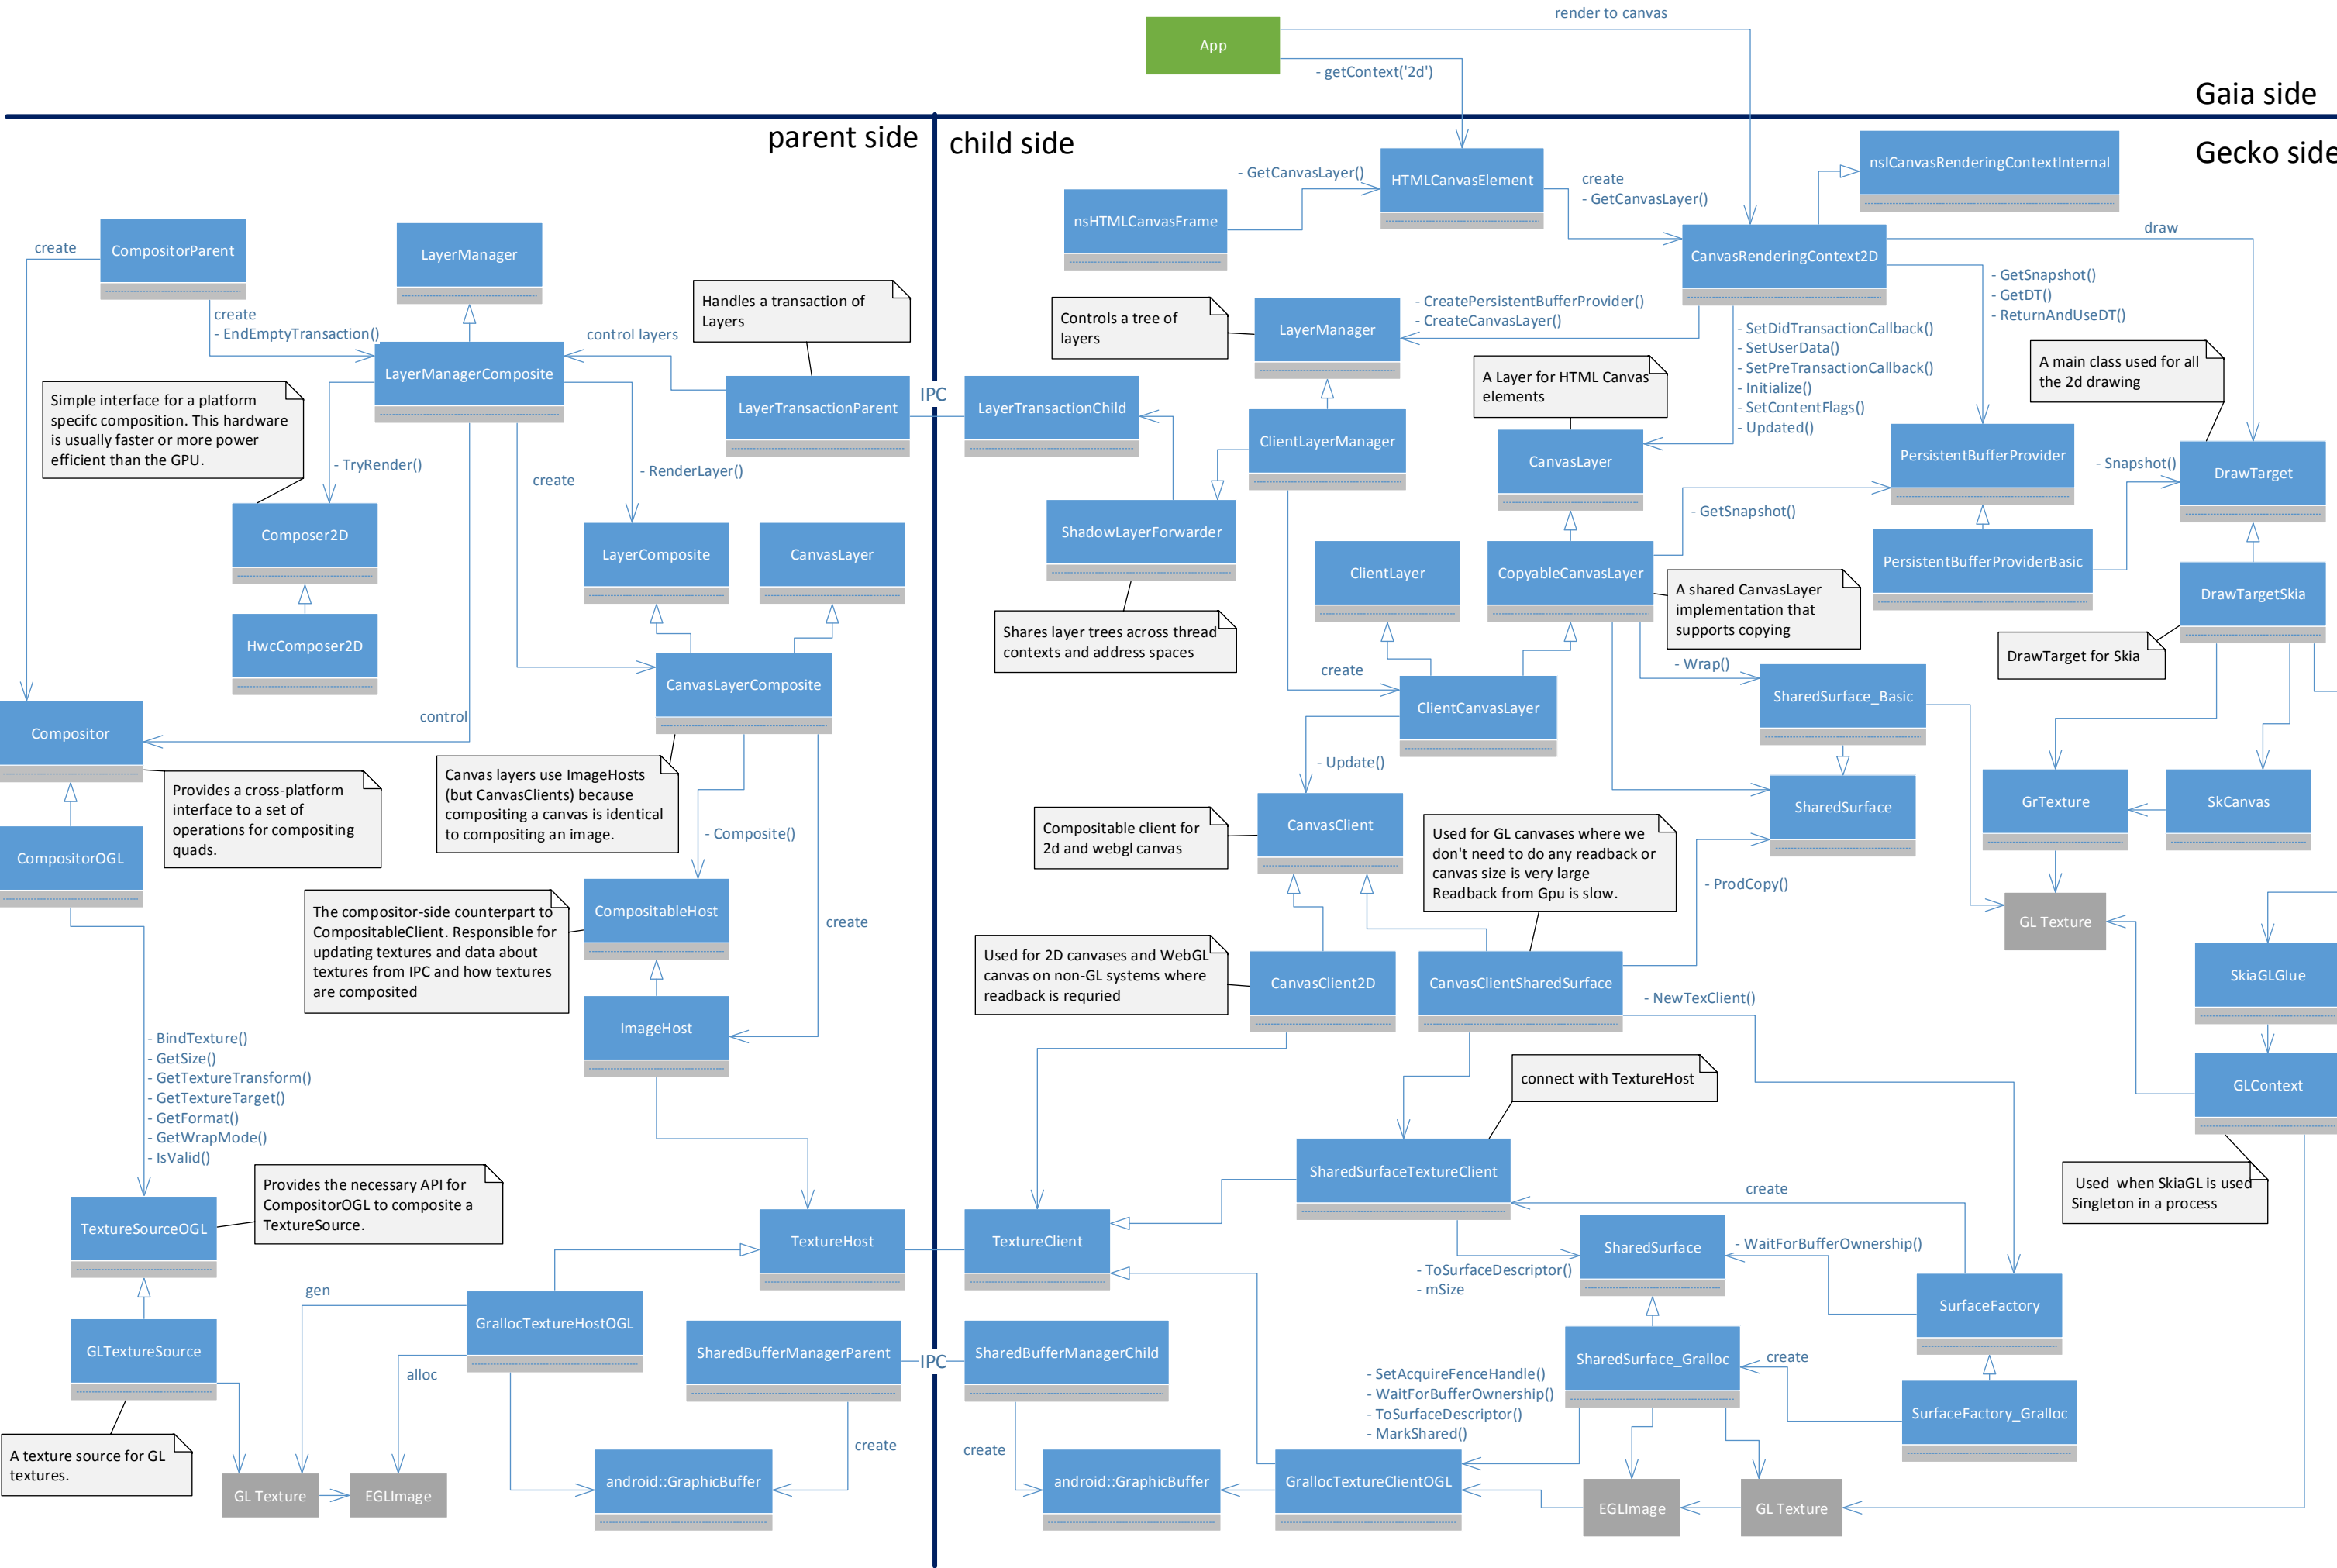 render to canvas
App
- getContext('2d')
Gaia side
parent side
child side
Gecko side
nsICanvasRenderingContextInternal
- GetCanvasLayer()
HTMLCanvasElement
create
- GetCanvasLayer()
nsHTMLCanvasFrame
CanvasRenderingContext2D
draw
create
CompositorParent
LayerManager
create
- EndEmptyTransaction()
Handles a transaction of
Layers
control layers
Controls a tree of
layers
LayerManager
- CreatePersistentBufferProvider()
- CreateCanvasLayer()
- GetSnapshot()
- GetDT()
- ReturnAndUseDT()
- SetDidTransactionCallback()
- SetUserData()
- SetPreTransactionCallback()
- Initialize()
- SetContentFlags()
- Updated()
A main class used for all
the 2d drawing
LayerManagerComposite
A Layer for HTML Canvas
elements
Simple interface for a platform
specifc composition. This hardware
is usually faster or more power
efficient than the GPU.
LayerTransactionParent
IPC
LayerTransactionChild
ClientLayerManager
CanvasLayer
PersistentBufferProvider
- Snapshot()
DrawTarget
- TryRender()
create
- RenderLayer()
- GetSnapshot()
Composer2D
LayerComposite
CanvasLayer
ShadowLayerForwarder
ClientLayer
CopyableCanvasLayer
PersistentBufferProviderBasic
DrawTargetSkia
A shared CanvasLayer
implementation that
supports copying
HwcComposer2D
Shares layer trees across thread
contexts and address spaces
DrawTarget for Skia
CanvasLayerComposite
create
- Wrap()
SharedSurface_Basic
ClientCanvasLayer
control
Compositor
- Update()
Canvas layers use ImageHosts
(but CanvasClients) because
compositing a canvas is identical
to compositing an image.
Provides a cross-platform
interface to a set of
operations for compositing
quads.
CompositorOGL
- Composite()
Compositable client for
2d and webgl canvas
CanvasClient
Used for GL canvases where we
don't need to do any readback or
canvas size is very large
Readback from Gpu is slow.
SharedSurface
GrTexture
SkCanvas
- ProdCopy()
The compositor-side counterpart to
CompositableClient. Responsible for
updating textures and data about
textures from IPC and how textures
are composited
CompositableHost
create
GL Texture
Used for 2D canvases and WebGL
canvas on non-GL systems where
readback is requried
CanvasClient2D
CanvasClientSharedSurface
SkiaGLGlue
- NewTexClient()
ImageHost
- BindTexture()
- GetSize()
- GetTextureTransform()
- GetTextureTarget()
- GetFormat()
- GetWrapMode()
- IsValid()
connect with TextureHost
GLContext
Provides the necessary API for
CompositorOGL to composite a
TextureSource.
SharedSurfaceTextureClient
Used  when SkiaGL is used
Singleton in a process
create
TextureSourceOGL
TextureHost
TextureClient
SharedSurface
- WaitForBufferOwnership()
- ToSurfaceDescriptor()
- mSize
gen
SurfaceFactory
GrallocTextureHostOGL
GLTextureSource
SharedBufferManagerParent
IPC
SharedBufferManagerChild
SharedSurface_Gralloc
create
alloc
- SetAcquireFenceHandle()
- WaitForBufferOwnership()
- ToSurfaceDescriptor()
- MarkShared()
SurfaceFactory_Gralloc
A texture source for GL
textures.
create
create
GL Texture
EGLImage
android::GraphicBuffer
android::GraphicBuffer
GrallocTextureClientOGL
EGLImage
GL Texture